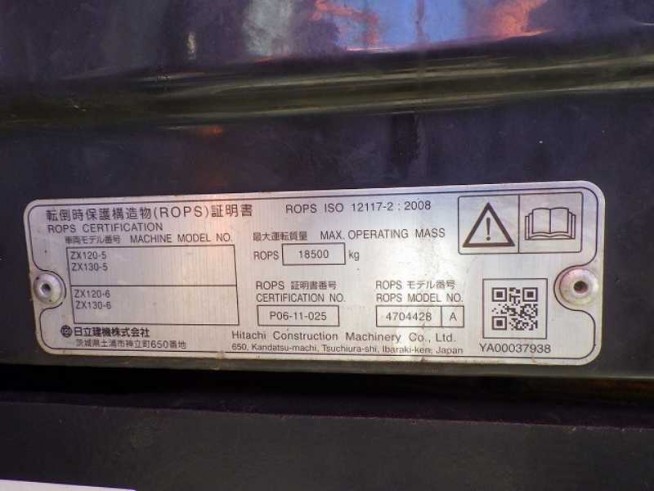 転倒時保護構造物(ROPS)証明書 ROPS ISO 12117-2 : 2008
ROPS CERTIFICATION
車両モデル番号 MACHINE MODEL NO.
ZX120-5
ZX130-5
ZX120-6
ZX130-6
最大運転質量 MAX. OPERATING MASS
ROPS 18500 kg
ROPS 証明書番号
CERTIFICATION NO.
P06-11-025
ROPS モデル番号
ROPS MODEL NO.
4704428 A
日立建機株式会社
茨城県土浦市神立町650番地
Hitachi Construction Machinery Co., Ltd.
650, Kandatsu-machi, Tsuchiura-shi, Ibaraki-ken, Japan
YA00037938